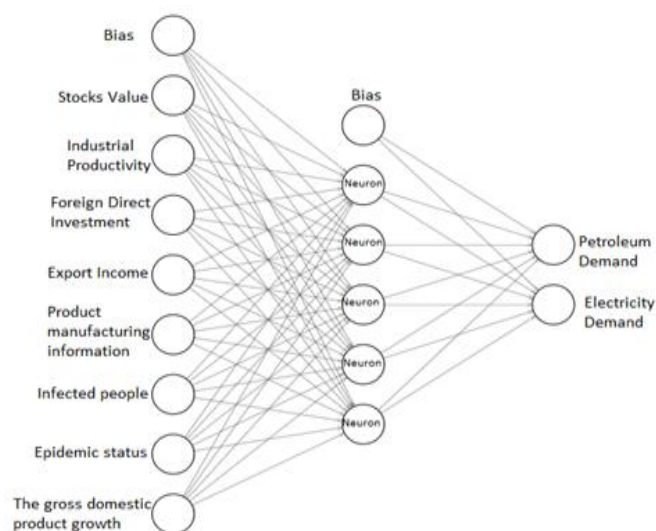 Bias
Stocks Value
Industrial
Productivity
Foreign Direct
Investment
Export Income
Product
manufacturing
information
Infected people
Epidemic status
The gross domestic
product growth
Bias
Neuron
Neuron
Neuron
Neuron
Neuron
Petroleum
Demand
Electricity
Demand